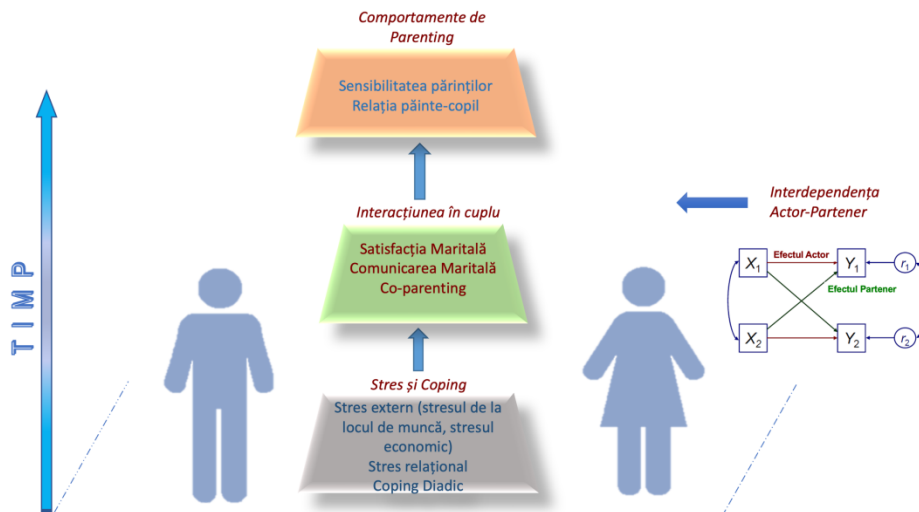 Comportamente de
Parenting
Sensibilitatea părinților
Relația păinte-copil
TIMP
Interacțiunea în cuplu
Satisfacția Maritală
Comunicarea Maritală
Co-parenting
Interdependența
Actor-Partener
X1
Efectul Actor
Y1
r1
Efectul Partener
X2
Y2
r2
Stres și Coping
Stres extern (stresul de la
locul de muncă, stresul
economic)
Stres relațional
Coping Diadic